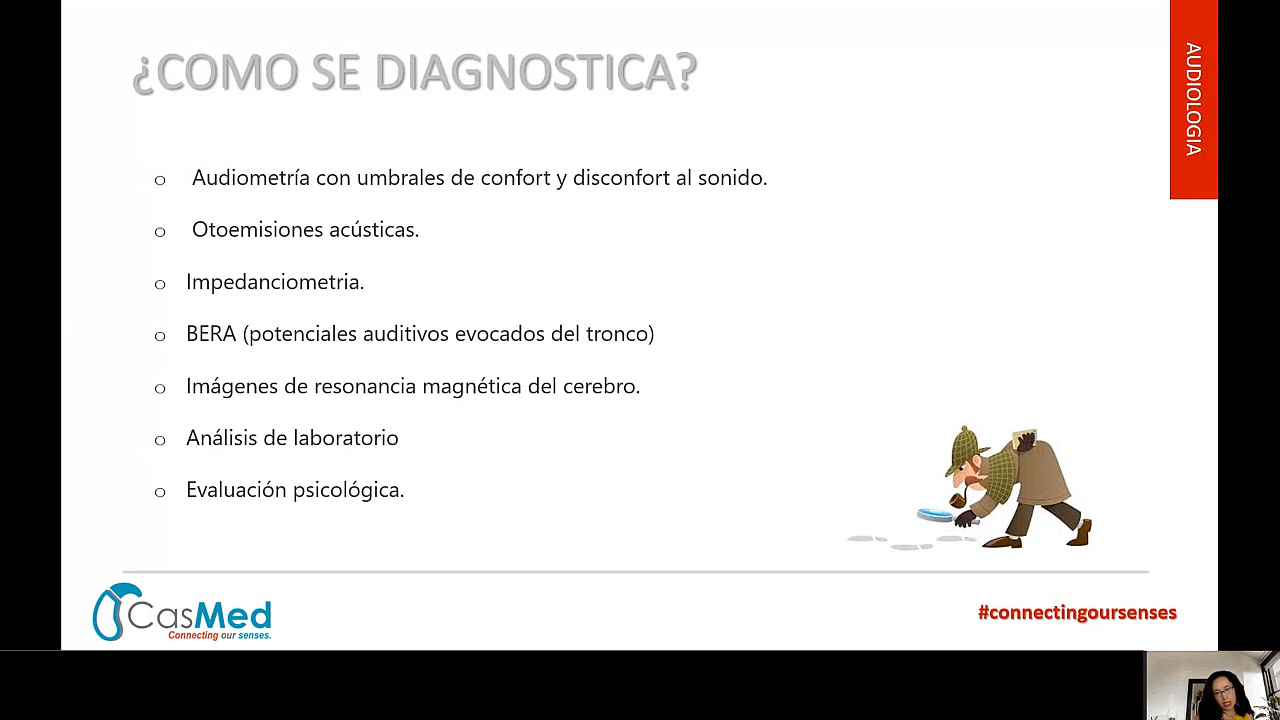 ¿COMO SE DIAGNOSTICA?
AUDIOLOGIA
o Audiometría con umbrales de confort y disconfort al sonido.
o Otoemisiones acústicas.
o Impedanciometria.
o BERA (potenciales auditivos evocados del tronco)
o Imágenes de resonancia magnética del cerebro.
o Análisis de laboratorio
o Evaluación psicológica.
CasMed
Connecting our senses.
#connectingoursenses